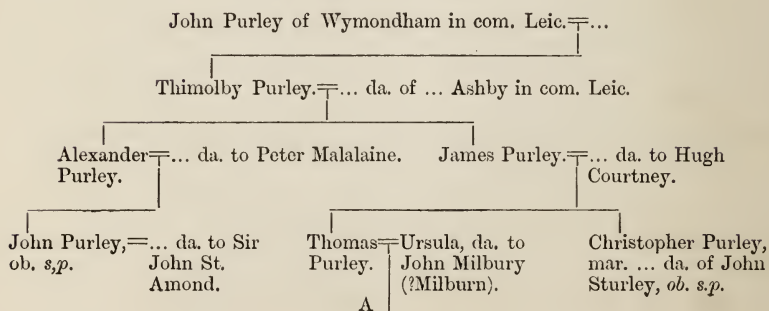 John Purley of Wymondham in com. Leic.=...
Thimolby Purley.=... da. of ... Ashby in com. Leic.
Alexander=... da. to Peter Malalaine. James Purley.=... da. to Hugh
Purley. Courtney.
John Purley,=... da. to Sir Thomas=Ursula, da. to Christopher Purley,
ob. s,p. John St. Purley. John Milbury mar. ... da. of John
Amond. (?Milburn). Sturley, ob. s.p.
A